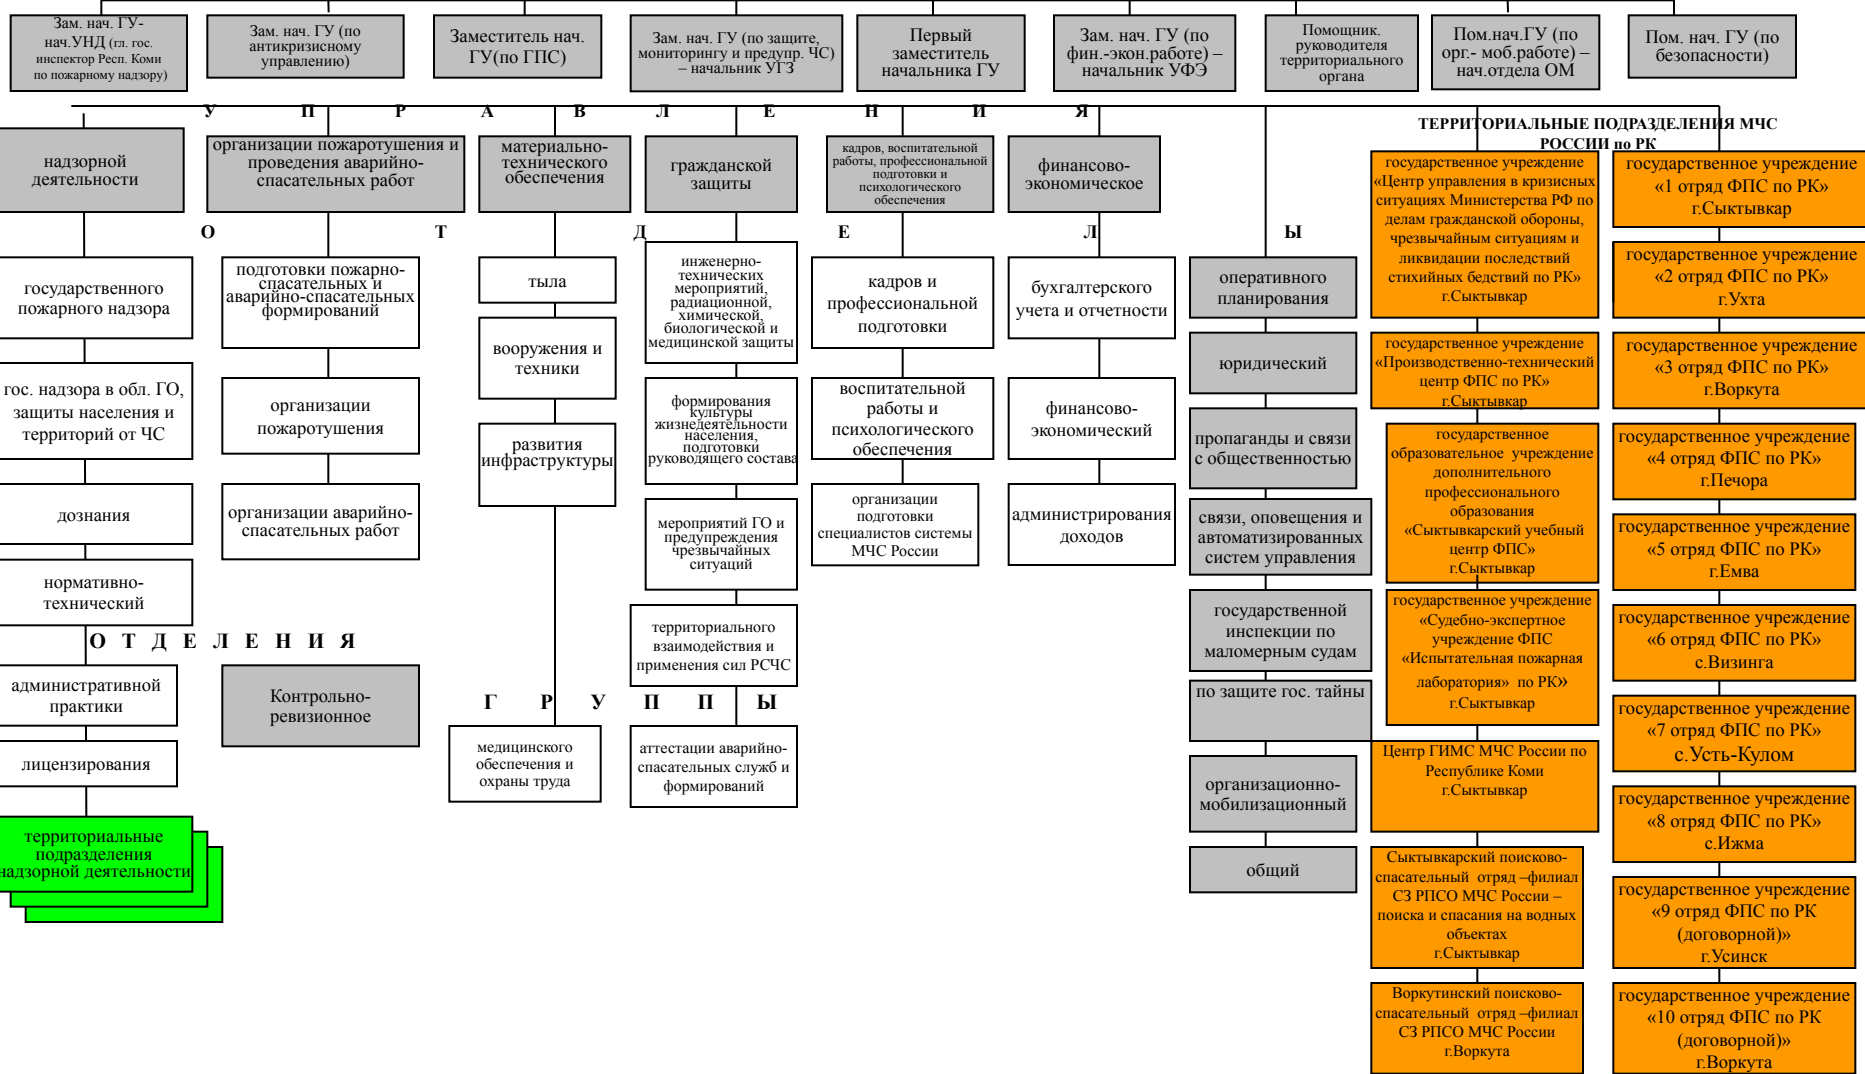 Зам. нач. ГУ-
нач.УНД (гл. гос.
инспектор Респ. Коми
по пожарному надзору)
Зам. нач. ГУ (по
антикризисному
управлению)
Заместитель нач.
ГУ(по ГПС)
Зам. нач. ГУ (по защите,
мониторингу и предупр. ЧС)
– начальник УГЗ
Первый
заместитель
начальника ГУ
Зам. нач. ГУ (по
фин.-экон.работе) –
начальник УФЭ
Помощник.
руководителя
территориального
органа
Пом.нач.ГУ (по
орг.- моб.работе) –
нач.отдела ОМ
Пом. нач. ГУ (по
безопасности)
У П Р А В Л Е Н И Я
надзорной
деятельности
организации пожаротушения и
проведения аварийно-
спасательных работ
материально-
технического
обеспечения
гражданской
защиты
кадров, воспитательной
работы, профессиональной
подготовки и
психологического
обеспечения
финансово-
экономическое
О Т Д Е Л Ы
государственного
пожарного надзора
гос. надзора в обл. ГО,
защиты населения и
территорий от ЧС
дознания
нормативно-
технический
О Т Д Е Л Е Н И Я
административной
практики
лицензирования
территориальные
подразделения
надзорной деятельности
подготовки пожарно-
спасательных и
аварийно-спасательных
формирований
организации
пожаротушения
организации аварийно-
спасательных работ
Контрольно-
ревизионное
тыла
вооружения и
техники
развития
инфраструктуры
Г Р У П П Ы
медицинского
обеспечения и
охраны труда
инженерно-
технических
мероприятий,
радиационной,
химической,
биологической и
медицинской защиты
формирования
культуры
жизнедеятельности
населения,
подготовки
руководящего состава
мероприятий ГО и
предупреждения
чрезвычайных
ситуаций
территориального
взаимодействия и
применения сил РСЧС
аттестации аварийно-
спасательных служб и
формирований
кадров и
профессиональной
подготовки
воспитательной
работы и
психологического
обеспечения
организации
подготовки
специалистов системы
МЧС России
бухгалтерского
учета и отчетности
финансово-
экономический
администрирования
доходов
оперативного
планирования
юридический
пропаганды и связи
с общественностью
связи, оповещения и
автоматизированных
систем управления
государственной
инспекции по
маломерным судам
по защите гос. тайны
организационно-
мобилизационный
общий
ТЕРРИТОРИАЛЬНЫЕ ПОДРАЗДЕЛЕНИЯ МЧС
РОССИИ по РК
государственное учреждение
«Центр управления в кризисных
ситуациях Министерства РФ по
делам гражданской обороны,
чрезвычайным ситуациям и
ликвидации последствий
стихийных бедствий по РК»
г.Сыктывкар
государственное учреждение
«Производственно-технический
центр ФПС по РК»
г.Сыктывкар
государственное
образовательное учреждение
дополнительного
профессионального
образования
«Сыктывкарский учебный
центр ФПС»
г.Сыктывкар
государственное учреждение
«Судебно-экспертное
учреждение ФПС
«Испытательная пожарная
лаборатория» по РК»
г.Сыктывкар
Центр ГИМС МЧС России по
Республике Коми
г.Сыктывкар
Сыктывкарский поисково-
спасательный отряд –филиал
СЗ РПСО МЧС России –
поиска и спасания на водных
объектах
г.Сыктывкар
Воркутинский поисково-
спасательный отряд –филиал
СЗ РПСО МЧС России
г.Воркута
государственное учреждение
«1 отряд ФПС по РК»
г.Сыктывкар
государственное учреждение
«2 отряд ФПС по РК»
г.Ухта
государственное учреждение
«3 отряд ФПС по РК»
г.Воркута
государственное учреждение
«4 отряд ФПС по РК»
г.Печора
государственное учреждение
«5 отряд ФПС по РК»
г.Емва
государственное учреждение
«6 отряд ФПС по РК»
с.Визинга
государственное учреждение
«7 отряд ФПС по РК»
с.Усть-Кулом
государственное учреждение
«8 отряд ФПС по РК»
с.Ижма
государственное учреждение
«9 отряд ФПС по РК
(договорной)»
г.Усинск
государственное учреждение
«10 отряд ФПС по РК
(договорной)»
г.Воркута